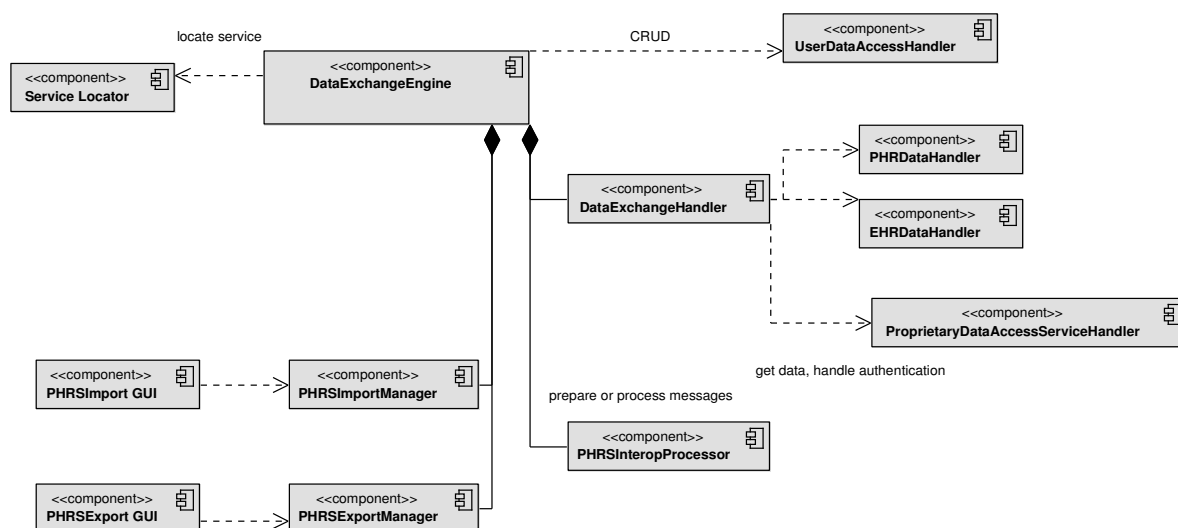 <<component>>
UserDataAccessHandler
locate service
CRUD
<<component>>
DataExchangeEngine
<<component>>
Service Locator
<<component>>
PHRDataHandler
<<component>>
DataExchangeHandler
<<component>>
EHRDataHandler
<<component>>
ProprietaryDataAccessServiceHandler
get data, handle authentication
<<component>>
PHRSImport GUI
<<component>>
PHRSImportManager
prepare or process messages
<<component>>
PHRSInteropProcessor
<<component>>
PHRSExport GUI
<<component>>
PHRSExportManager